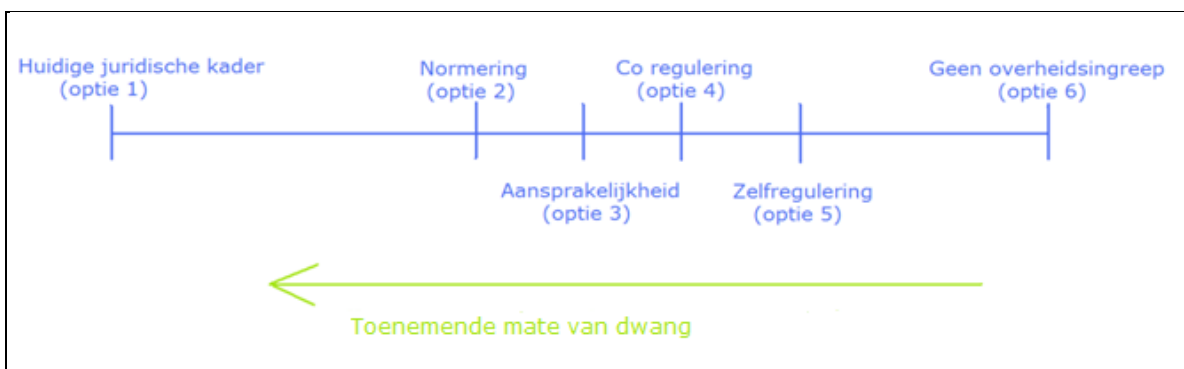 Huidige juridische kader
(optie 1)
Normering
(optie 2)
Co regulering
(optie 4)
Geen overheidsingreep
(optie 6)
Aansprakelijkheid
(optie 3)
Zelfregulering
(optie 5)
Toenemende mate van dwang